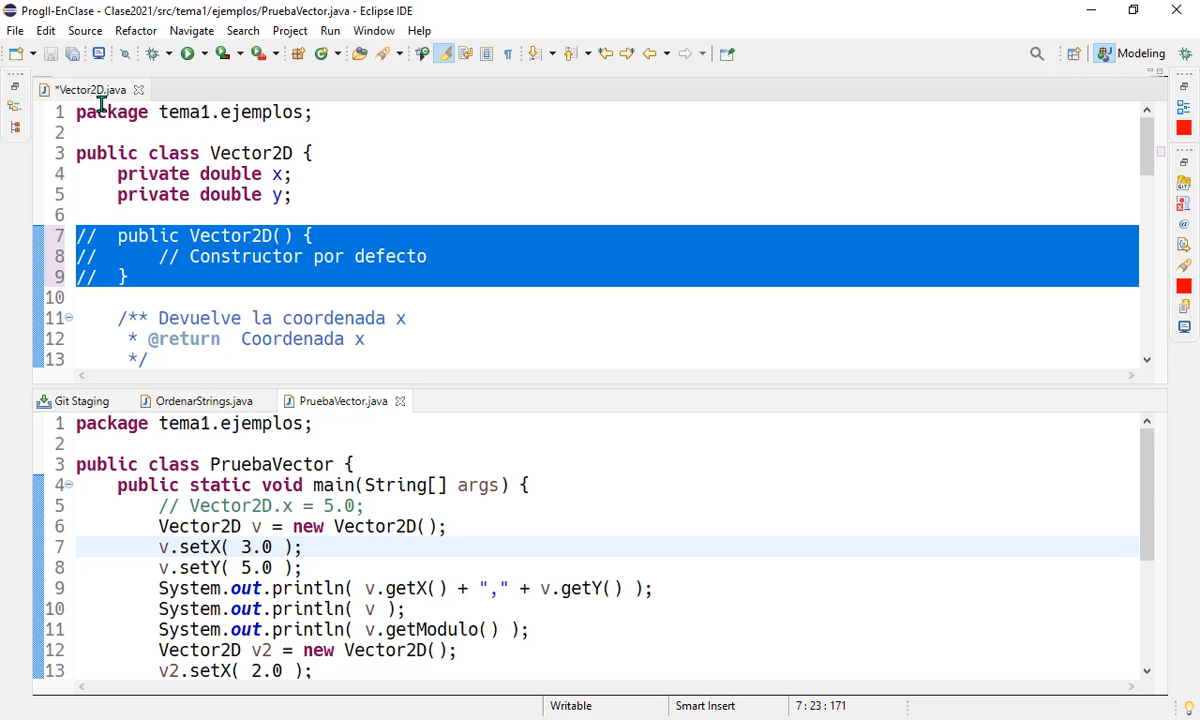 ProgII-EnClase - Clase2021/src/tema1/ejemplos/PruebaVector.java - Eclipse IDE
File Edit Source Refactor Navigate Search Project Run Window Help
Modeling
*Vector2D.java
1 package tema1.ejemplos;
2
3 public class Vector2D {
4 private double x;
5 private double y;
6
7 // public Vector2D() {
8 // // Constructor por defecto
9 // }
10
11 /** Devuelve la coordenada x
12 * @return Coordenada x
13 */
Git Staging OrdenarStrings.java PruebaVector.java
1 package tema1.ejemplos;
2
3 public class PruebaVector {
4 public static void main(String[] args) {
5 // Vector2D.x = 5.0;
6 Vector2D v = new Vector2D();
7 v.setX( 3.0 );
8 v.setY( 5.0 );
9 System.out.println( v.getX() + "," + v.getY() );
10 System.out.println( v );
11 System.out.println( v.getModulo() );
12 Vector2D v2 = new Vector2D();
13 v2.setX( 2.0 );
Writable Smart Insert 7 : 23 : 171